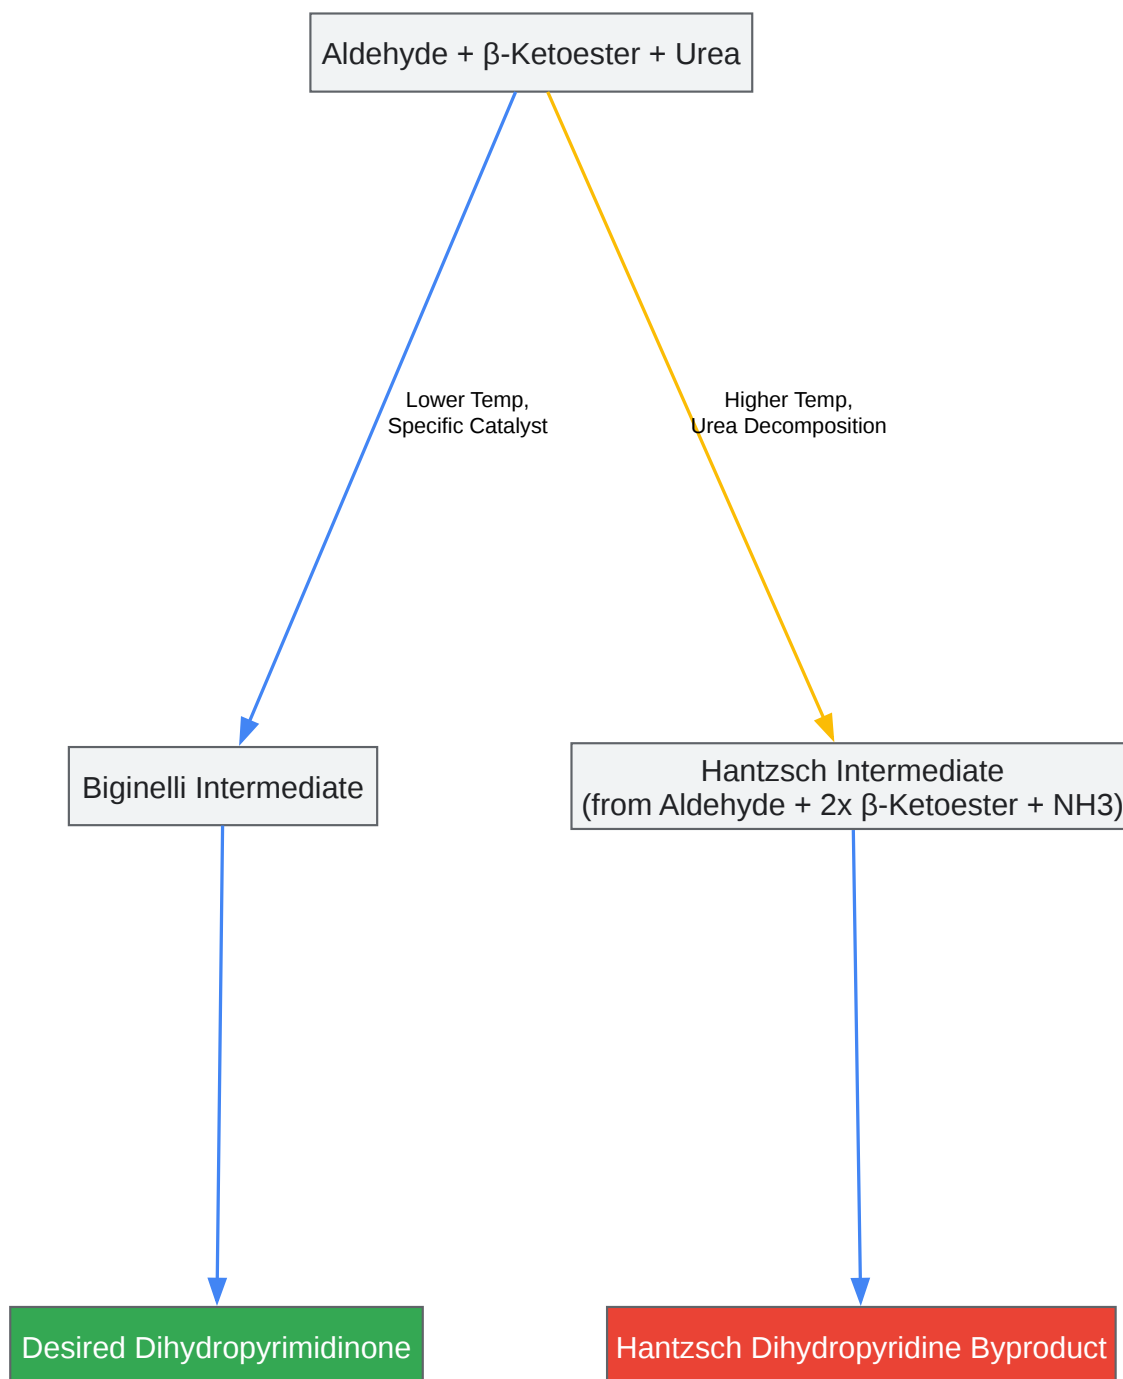 Aldehyde + β-Ketoester + Urea
Lower Temp,
Specific Catalyst
Higher Temp,
Urea Decomposition
Biginelli Intermediate
Hantzsch Intermediate
(from Aldehyde + 2x β-Ketoester + NH3)
Desired Dihydropyrimidinone
Hantzsch Dihydropyridine Byproduct